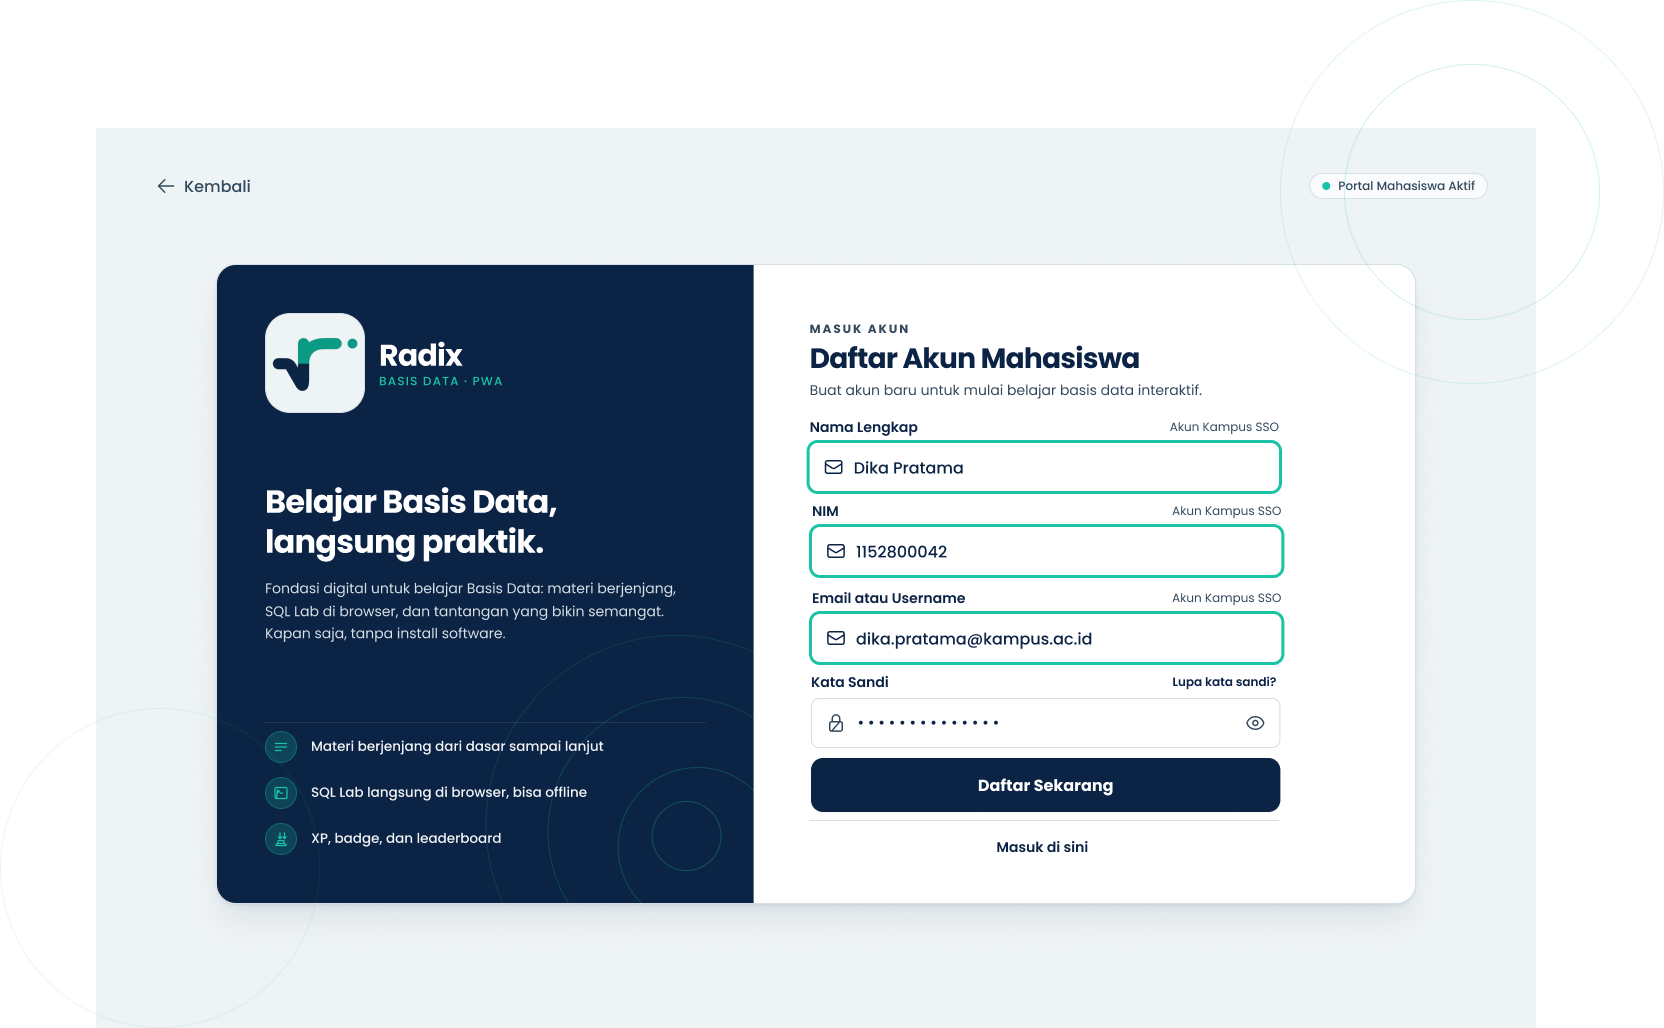 Kembali
Portal Mahasiswa Aktif
Radix
BASIS DATA · PWA
Belajar Basis Data,
langsung praktik.
Fondasi digital untuk belajar Basis Data: materi berjenjang,
SQL Lab di browser, dan tantangan yang bikin semangat.
Kapan saja, tanpa install software.
Materi berjenjang dari dasar sampai lanjut
SQL Lab langsung di browser, bisa offline
XP, badge, dan leaderboard
MASUK AKUN
Daftar Akun Mahasiswa
Buat akun baru untuk mulai belajar basis data interaktif.
Nama Lengkap
Akun Kampus SSO
Dika Pratama
NIM
Akun Kampus SSO
1152800042
Email atau Username
Akun Kampus SSO
dika.pratama@kampus.ac.id
Kata Sandi
Lupa kata sandi?
••••••••••••••
Daftar Sekarang
Masuk di sini